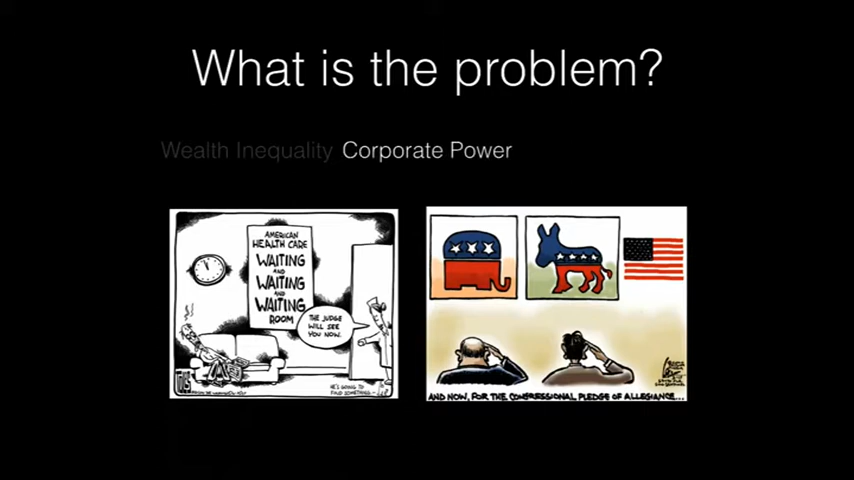 What is the problem?
Wealth Inequality Corporate Power
AMERICAN
HEALTH CARE
WAITING
AND
WAITING
AND
WAITING
ROOM
THE JUDGE
WILL SEE
YOU NOW.
HE'S GOING TO
FIND SOMETHING
AND NOW, FOR THE CONGRESSIONAL PLEDGE OF ALLEGIANCE...